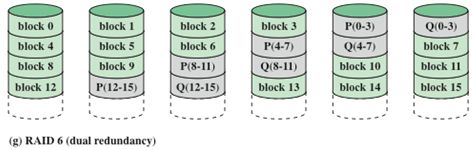 block 0 block 1 block 2 block 3 P(0-3) Q(0-3)
block 4 block 5 block 6 P(4-7) Q(4-7) block 7
block 8 block 9 P(8-11) Q(8-11) block 10 block 11
block 12 P(12-15) Q(12-15) block 13 block 14 block 15
(g) RAID 6 (dual redundancy)